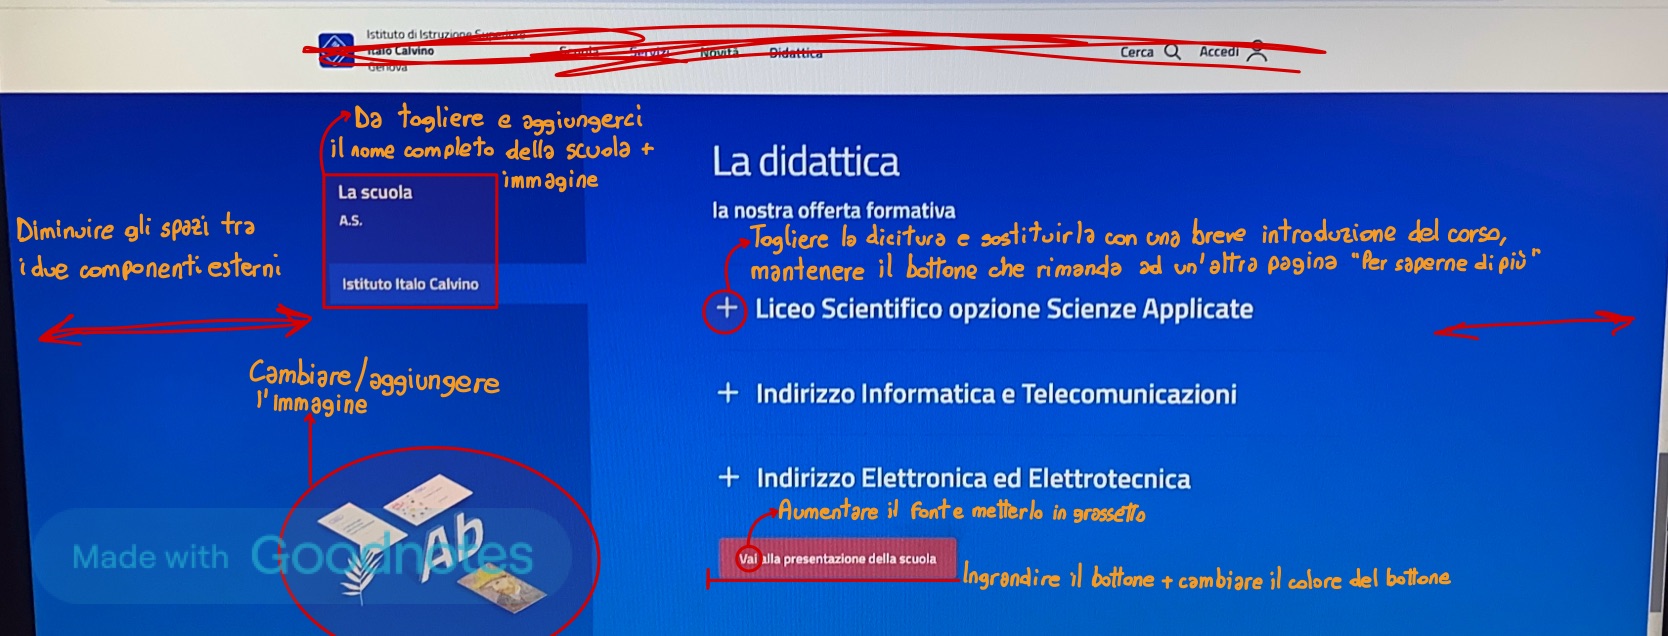 Istituto di Istruzione Superiore
Italo Calvino
Genova
Scuola Servizi Novità Didattica
Cerca Accedi
Da togliere e aggiungerci
il nome completo della scuola +
immagine
La scuola
A.S.
Istituto Italo Calvino
Diminuire gli spazi tra
i due componenti esterni
Cambiare/aggiungere
l'immagine
Ab
Made with Goodnotes
La didattica
la nostra offerta formativa
Togliere la dicitura e sostituirla con una breve introduzione del corso,
mantenere il bottone che rimanda ad un'altra pagina "Per saperne di più"
+ Liceo Scientifico opzione Scienze Applicate
+ Indirizzo Informatica e Telecomunicazioni
+ Indirizzo Elettronica ed Elettrotecnica
Aumentare il font e metterlo in grassetto
Vai alla presentazione della scuola
Ingrandire il bottone + cambiare il colore del bottone